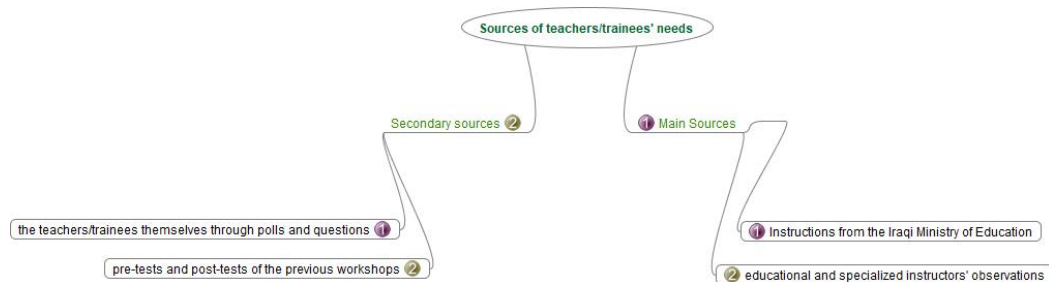 Sources of teachers/trainees' needs
Secondary sources 2
1 Main Sources
the teachers/trainees themselves through polls and questions 1
1 Instructions from the Iraqi Ministry of Education
pre-tests and post-tests of the previous workshops 2
2 educational and specialized instructors' observations